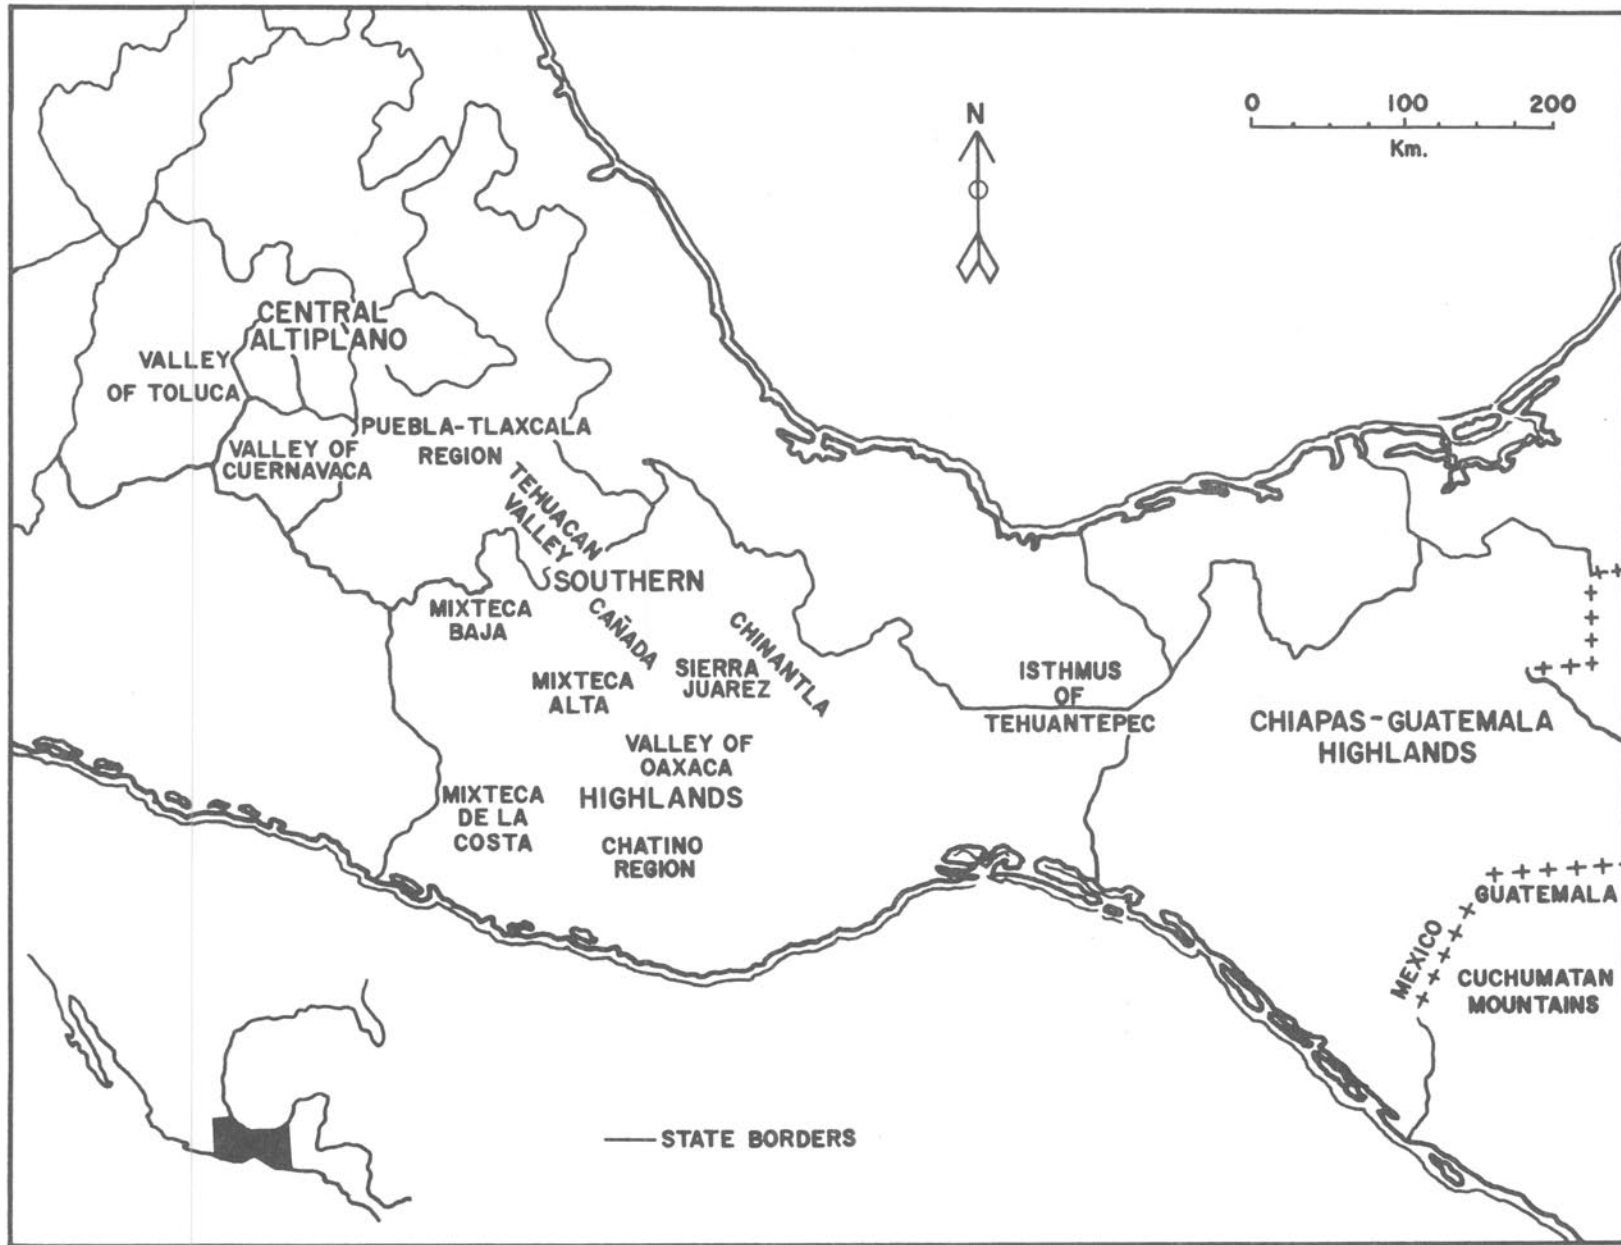 0 100 200
Km.
N
CENTRAL
ALTIPLANO
VALLEY
OF TOLUCA
VALLEY OF
CUERNAVACA
PUEBLA-TLAXCALA
REGION
TEHUACAN
VALLEY
SOUTHERN
MIXTECA
BAJA
CAÑADA
CHINANTLA
MIXTECA
ALTA
SIERRA
JUAREZ
ISTHMUS
OF
TEHUANTEPEC
CHIAPAS-GUATEMALA
HIGHLANDS
VALLEY OF
OAXACA
HIGHLANDS
MIXTECA
DE LA
COSTA
CHATINO
REGION
GUATEMALA
MEXICO
CUCHUMATAN
MOUNTAINS
STATE BORDERS